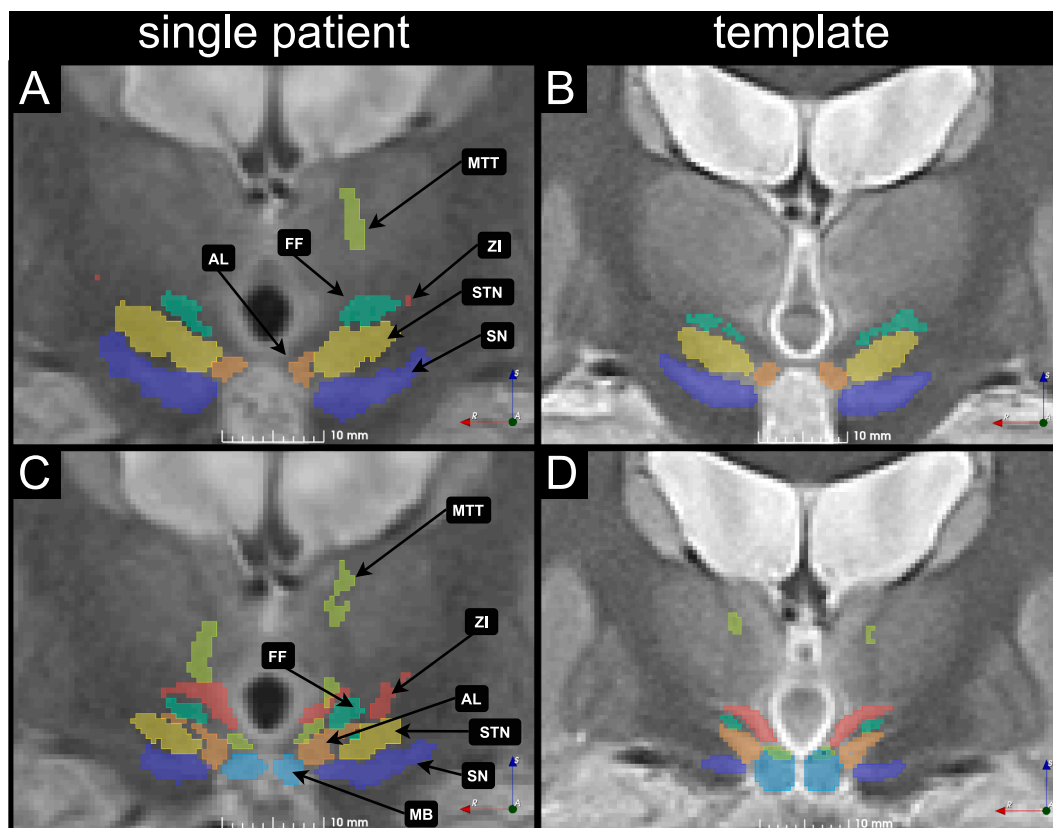 single patient
template
A
B
MTT
FF
ZI
AL
STN
SN
S
R
A
10 mm
S
R
A
10 mm
C
D
MTT
ZI
FF
AL
STN
SN
MB
S
R
A
10 mm
S
R
A
10 mm